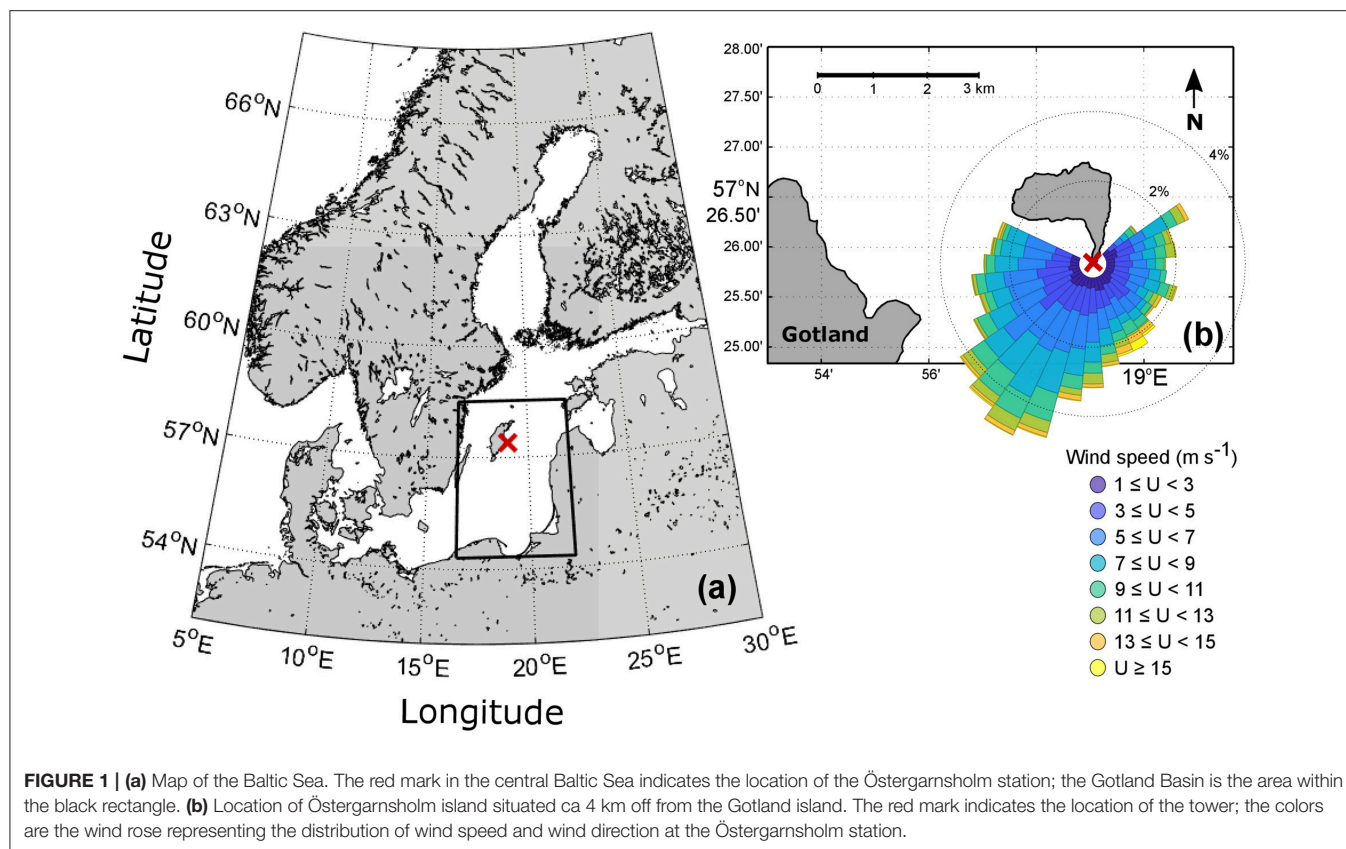 66°N
63°N
60°N
57°N
54°N
Latitude
5°E
10°E
15°E
20°E
25°E
30°E
Longitude
(a)
28.00'
27.50'
27.00'
57°N
26.50'
26.00'
25.50'
25.00'
0 1 2 3 km
N
4%
2%
Gotland
(b)
54'
56'
19°E
Wind speed (m s⁻¹)
1 ≤ U < 3
3 ≤ U < 5
5 ≤ U < 7
7 ≤ U < 9
9 ≤ U < 11
11 ≤ U < 13
13 ≤ U < 15
U ≥ 15
FIGURE 1 | (a) Map of the Baltic Sea. The red mark in the central Baltic Sea indicates the location of the Östergarnsholm station; the Gotland Basin is the area within
the black rectangle. (b) Location of Östergarnsholm island situated ca 4 km off from the Gotland island. The red mark indicates the location of the tower; the colors
are the wind rose representing the distribution of wind speed and wind direction at the Östergarnsholm station.